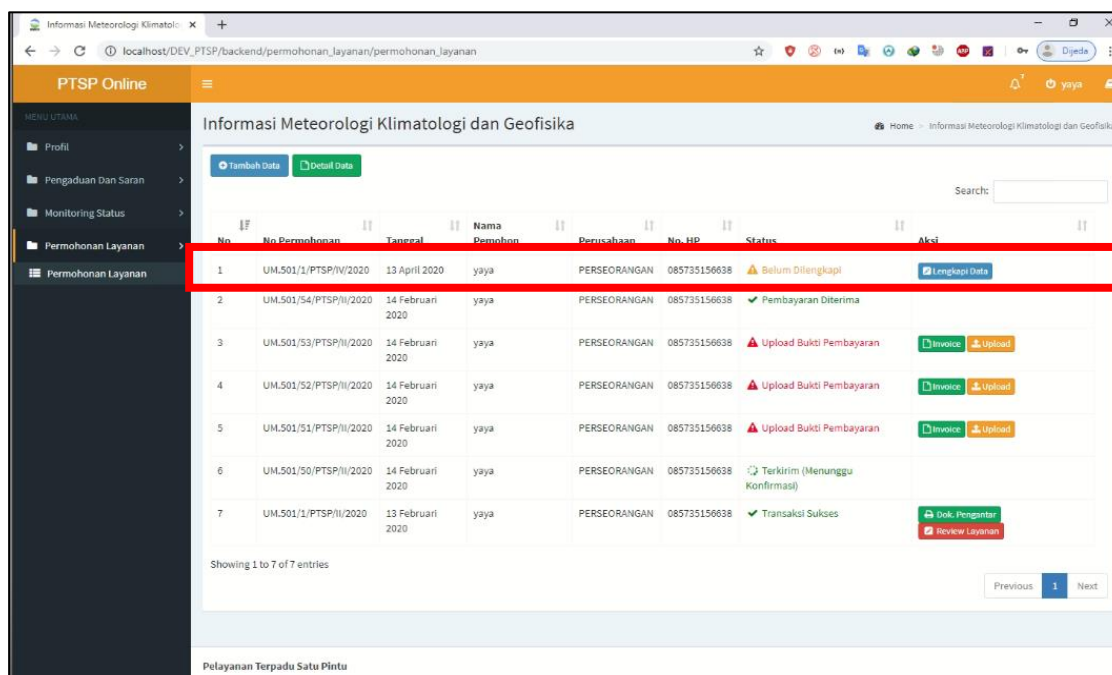 Informasi Meteorologi Klimatolo
localhost/DEV_PTSP/backend/permohonan_layanan/permohonan_layanan
Dijeda
PTSP Online
7
yaya
MENU UTAMA
Profil
Pengaduan Dan Saran
Monitoring Status
Permohonan Layanan
Permohonan Layanan
Informasi Meteorologi Klimatologi dan Geofisika
Home > Informasi Meteorologi Klimatologi dan Geofisika
Tambah Data Detail Data
Search:
No No Permohonan Tanggal Nama Pemohon Perusahaan No. HP Status Aksi
1 UM.501/1/PTSP/IV/2020 13 April 2020 yaya PERSEORANGAN 085735156638 Belum Dilengkapi Lengkapi Data
2 UM.501/54/PTSP/II/2020 14 Februari 2020 yaya PERSEORANGAN 085735156638 Pembayaran Diterima
3 UM.501/53/PTSP/II/2020 14 Februari 2020 yaya PERSEORANGAN 085735156638 Upload Bukti Pembayaran Invoice Upload
4 UM.501/52/PTSP/II/2020 14 Februari 2020 yaya PERSEORANGAN 085735156638 Upload Bukti Pembayaran Invoice Upload
5 UM.501/51/PTSP/II/2020 14 Februari 2020 yaya PERSEORANGAN 085735156638 Upload Bukti Pembayaran Invoice Upload
6 UM.501/50/PTSP/II/2020 14 Februari 2020 yaya PERSEORANGAN 085735156638 Terkirim (Menunggu Konfirmasi)
7 UM.501/1/PTSP/II/2020 13 Februari 2020 yaya PERSEORANGAN 085735156638 Transaksi Sukses Dok. Pengantar Review Layanan
Showing 1 to 7 of 7 entries
Previous 1 Next
Pelayanan Terpadu Satu Pintu